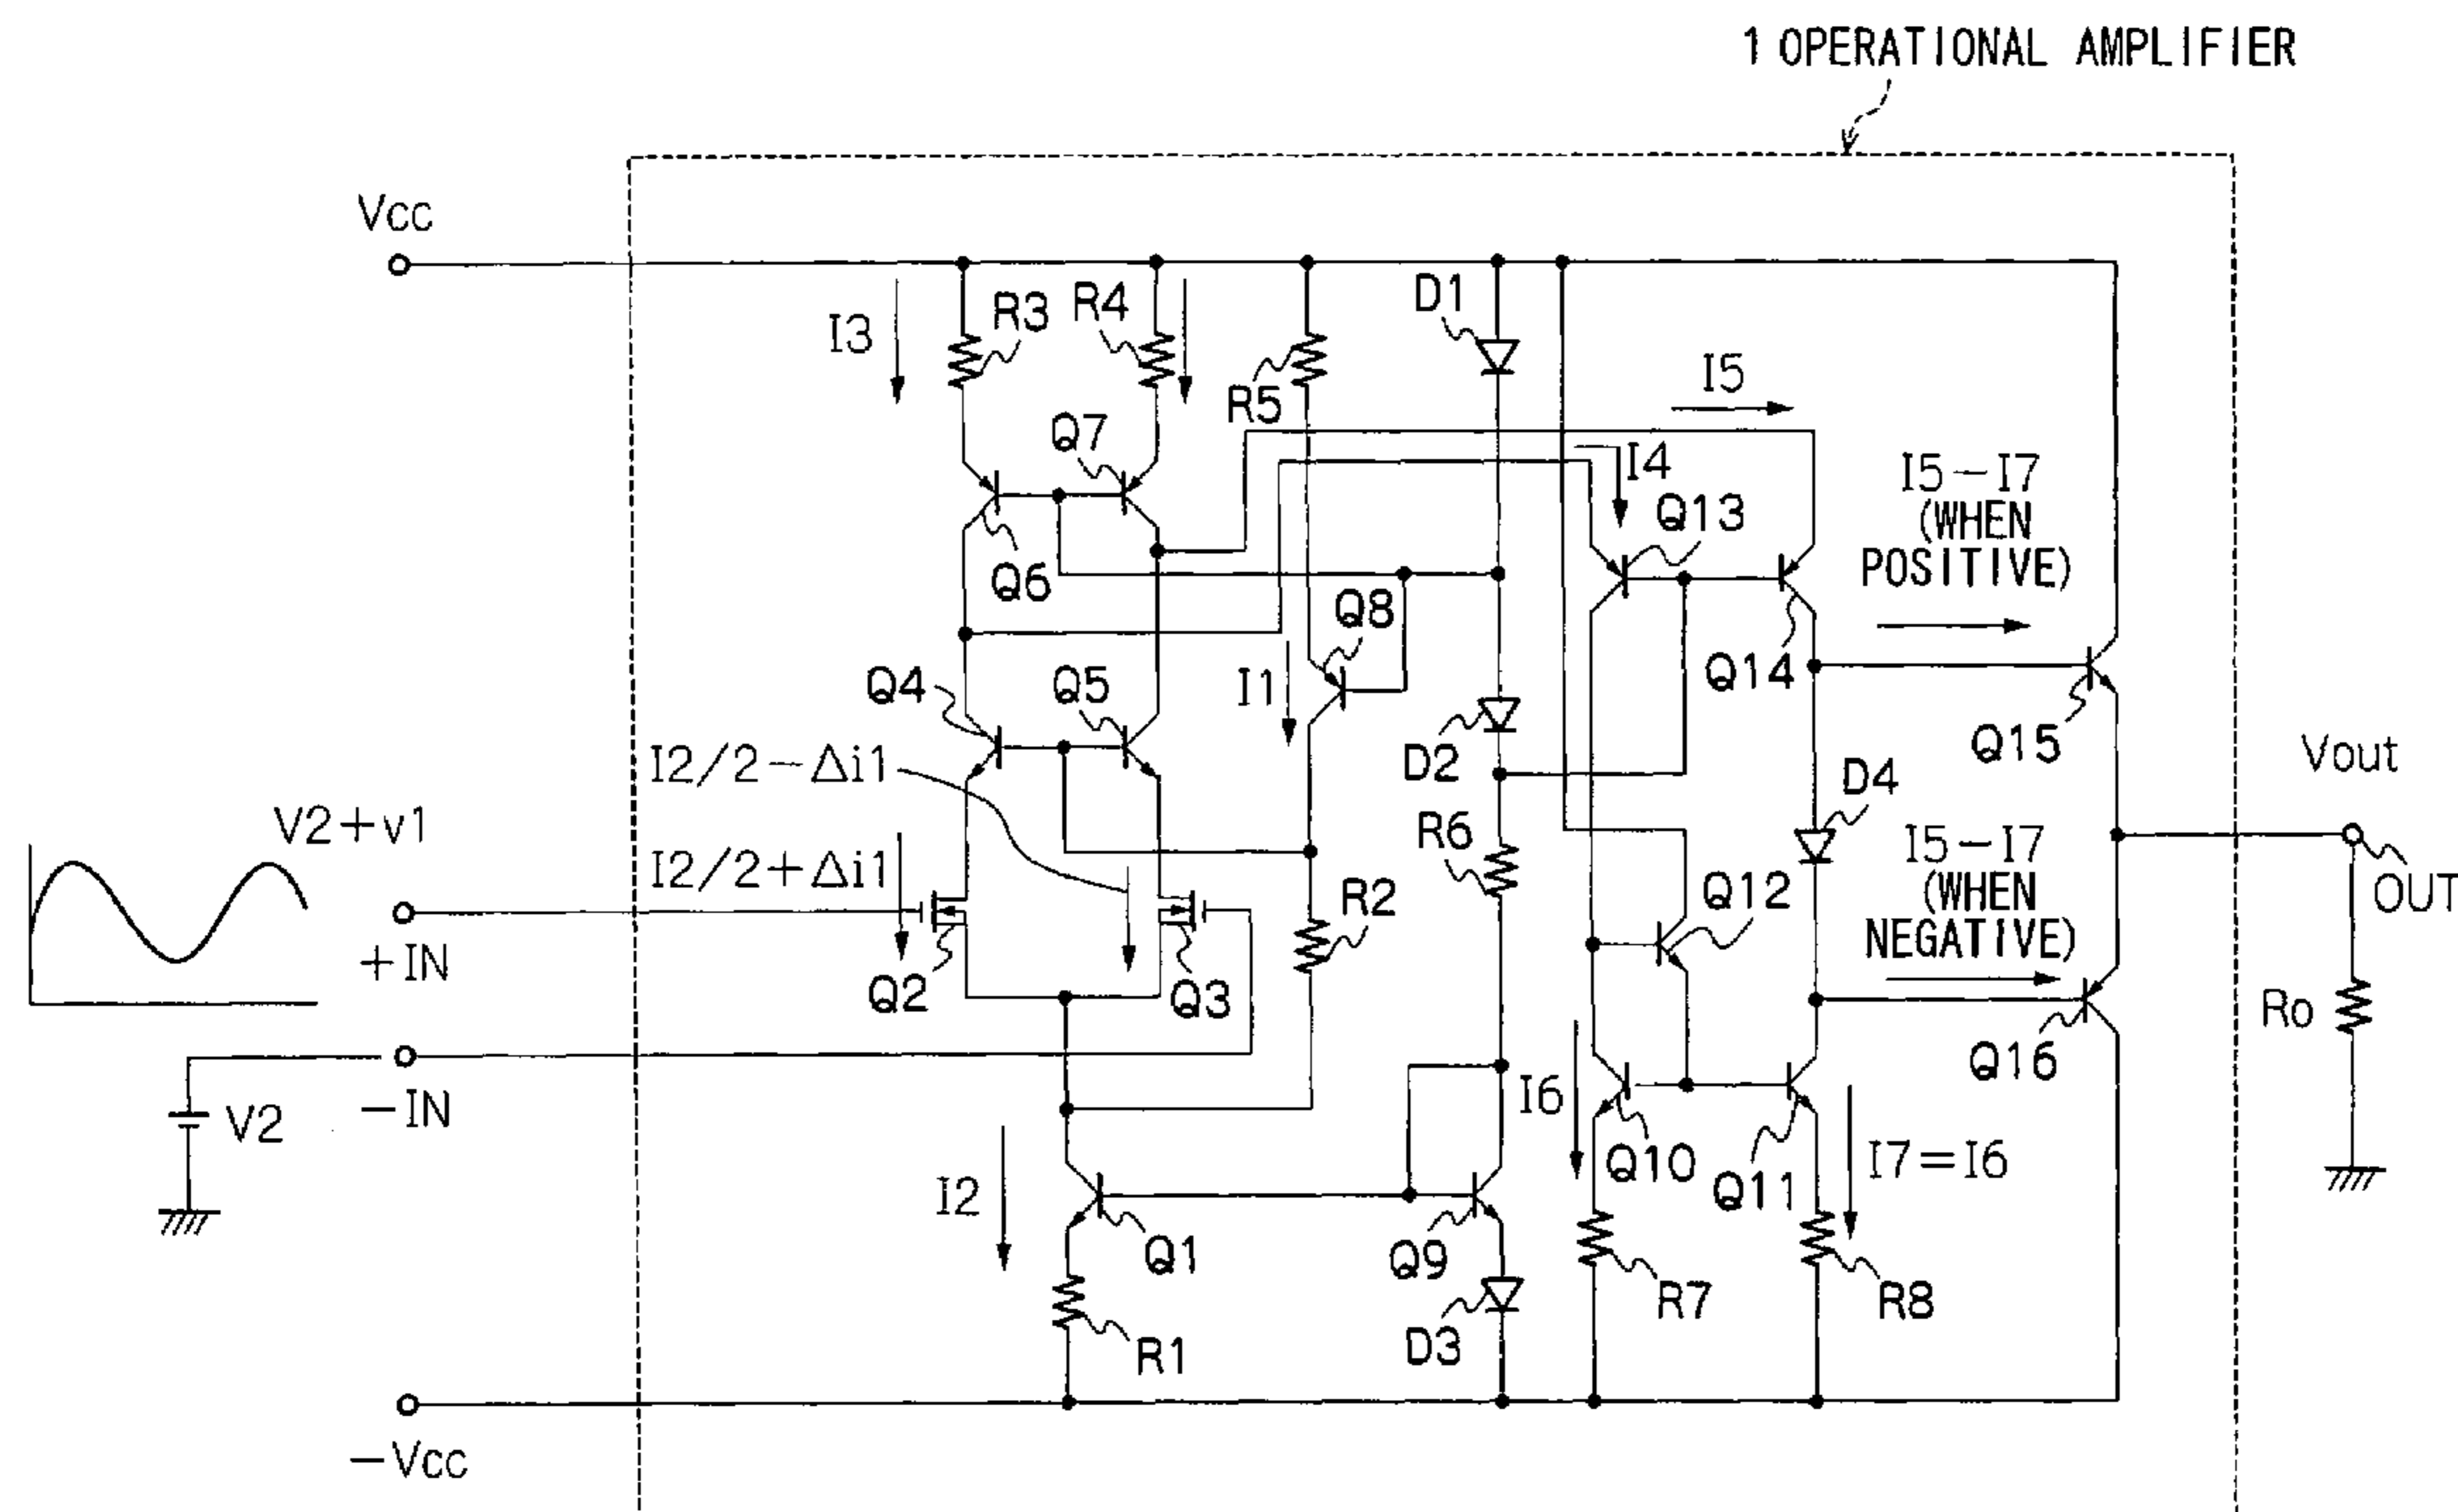 1 OPERATIONAL AMPLIFIER
Vcc
I3
R3
R4
R5
D1
I5
Q7
I4
Q13
I5−I7
(WHEN
POSITIVE)
Q6
Q8
Q14
Q4
Q5
I1
Q15
I2/2−Δi1
D2
D4
Vout
V2+v1
I2/2+Δi1
R6
I5−I7
(WHEN
NEGATIVE)
Q12
R2
OUT
+IN
Q2
Q3
Ro
Q16
−IN
V2
I6
Q10
Q11
I7=I6
I2
Q1
Q9
R7
R8
R1
D3
−Vcc